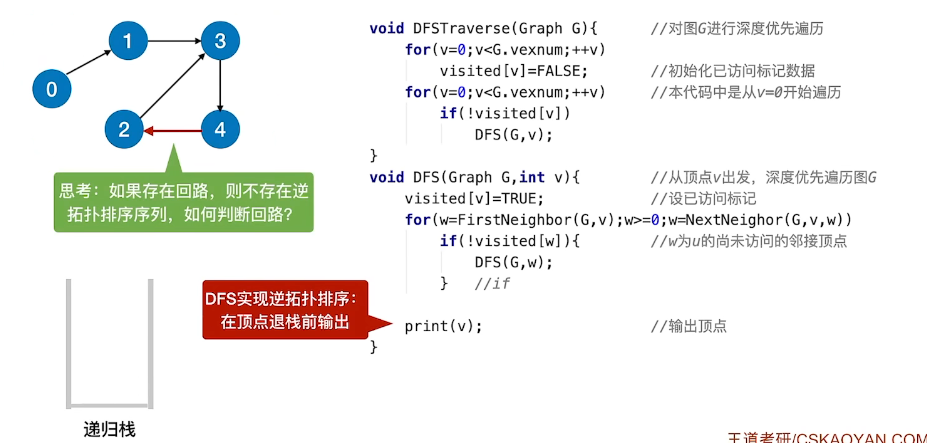 1
3
0
2
4
思考：如果存在回路，则不存在逆
拓扑排序序列，如何判断回路？
递归栈
DFS实现逆拓扑排序：
在顶点退栈前输出
void DFSTraverse(Graph G){ //对图G进行深度优先遍历
for(v=0;v<G.vexnum;++v)
visited[v]=FALSE; //初始化已访问标记数据
for(v=0;v<G.vexnum;++v) //本代码中是从v=0开始遍历
if(!visited[v])
DFS(G,v);
}
void DFS(Graph G,int v){ //从顶点v出发，深度优先遍历图G
visited[v]=TRUE; //设已访问标记
for(w=FirstNeighbor(G,v);w>=0;w=NextNeighor(G,v,w))
if(!visited[w]){ //w为u的尚未访问的邻接顶点
DFS(G,w);
} //if
print(v); //输出顶点
}
王道考研/CSKAOYAN.COM